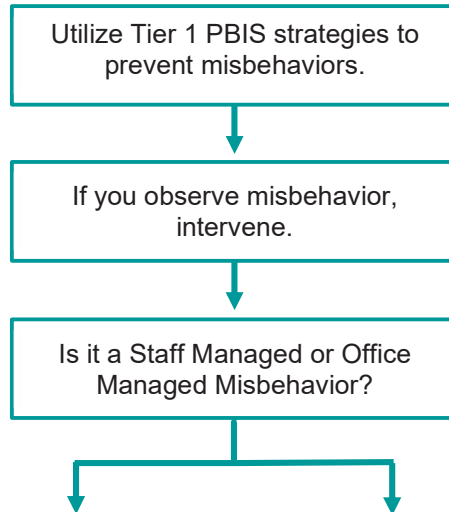 Utilize Tier 1 PBIS strategies to
prevent misbehaviors.
If you observe misbehavior,
intervene.
Is it a Staff Managed or Office
Managed Misbehavior?